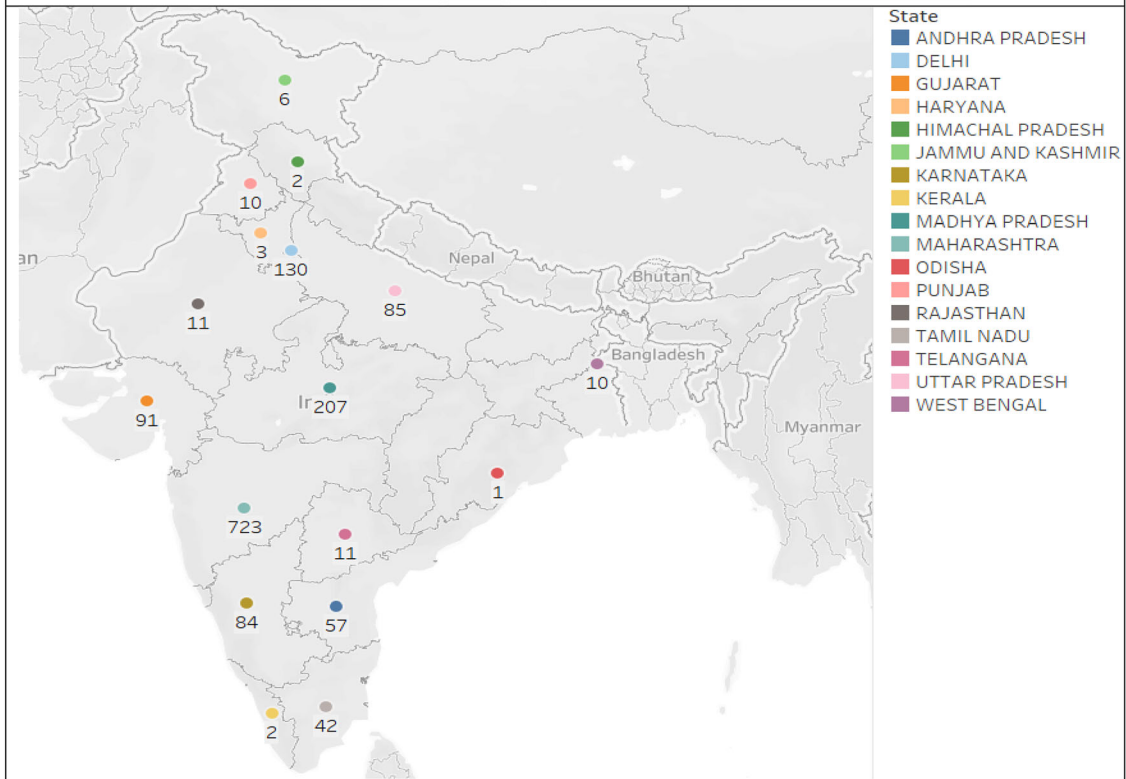 State
ANDHRA PRADESH
DELHI
GUJARAT
HARYANA
HIMACHAL PRADESH
JAMMU AND KASHMIR
KARNATAKA
KERALA
MADHYA PRADESH
MAHARASHTRA
ODISHA
PUNJAB
RAJASTHAN
TAMIL NADU
TELANGANA
UTTAR PRADESH
WEST BENGAL
6
2
10
3
130
an
Nepal
Bhutan
85
11
Bangladesh
10
In
207
91
Myanmar
1
723
11
84
57
2
42